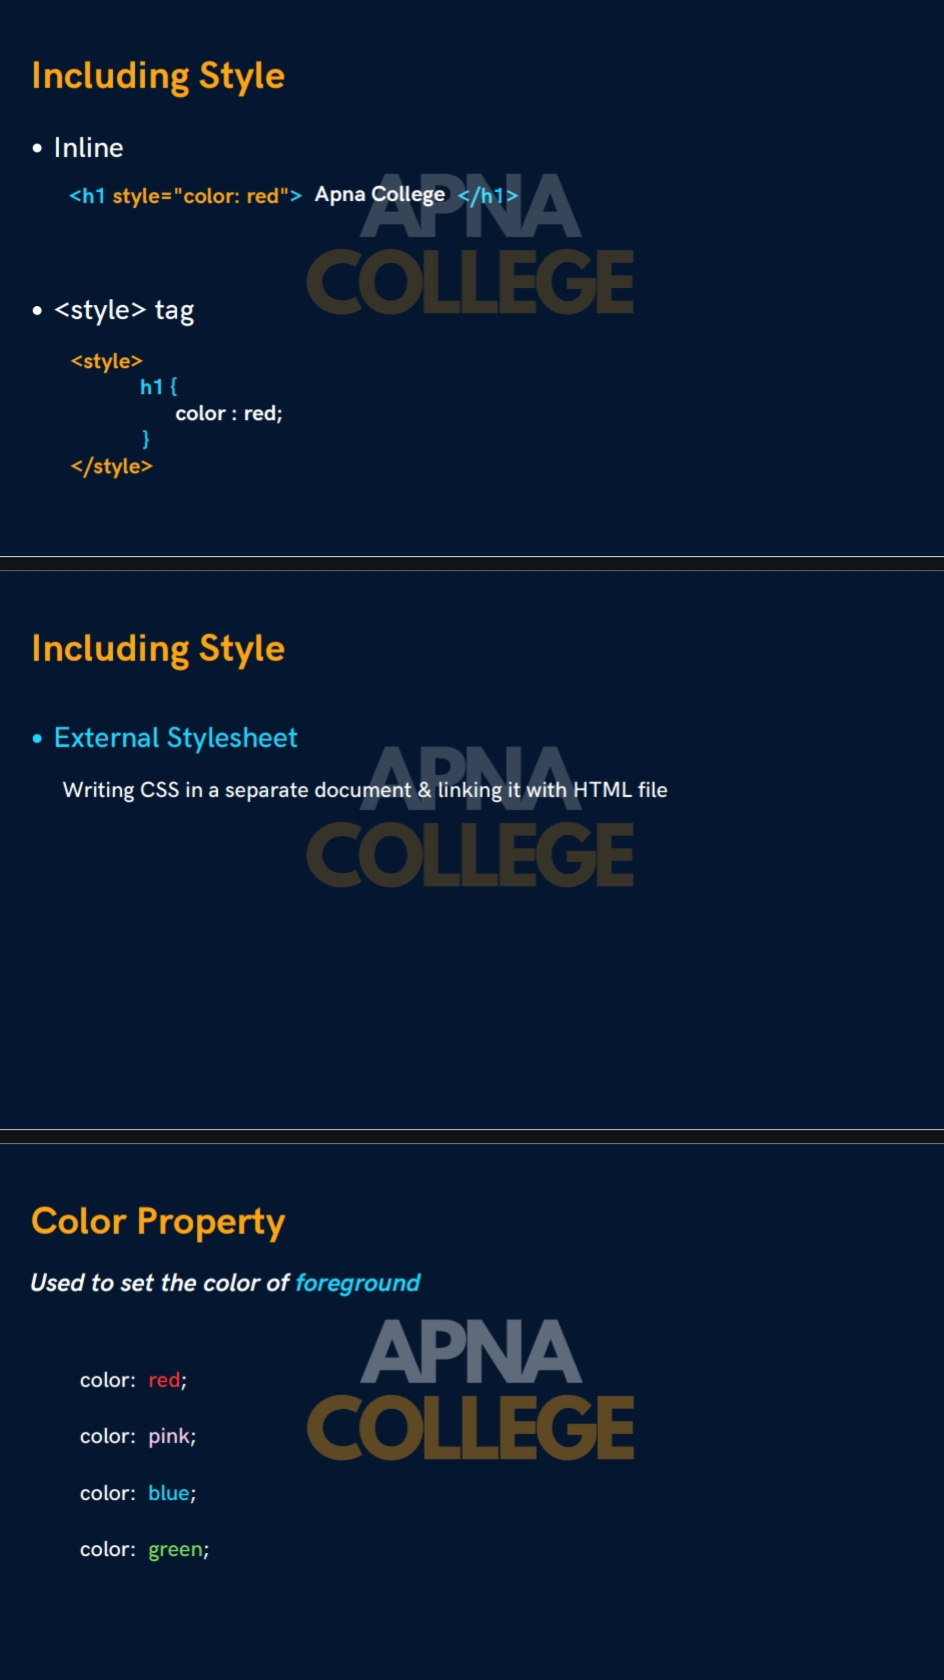 Including Style
• Inline
<h1 style="color: red"> Apna College </h1>
APNA
COLLEGE
• <style> tag
<style>
h1 {
color : red;
}
</style>
Including Style
• External Stylesheet
APNA
Writing CSS in a separate document & linking it with HTML file
COLLEGE
Color Property
Used to set the color of foreground
APNA
COLLEGE
color: red;
color: pink;
color: blue;
color: green;